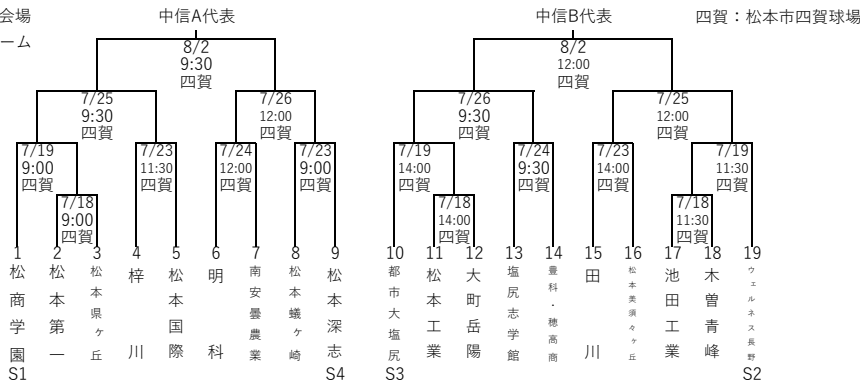 会場 中信A代表 中信B代表 四賀：松本市四賀球場
ーム
8/2 8/2
9:30 12:00
四賀 四賀
7/25 7/26 7/26 7/25
9:30 12:00 9:30 12:00
四賀 四賀 四賀 四賀
7/19 7/23 7/24 7/23 7/19 7/24 7/23 7/19
9:00 11:30 12:00 9:00 14:00 9:30 14:00 11:30
四賀 四賀 四賀 四賀 四賀 四賀 四賀 四賀
7/18 7/18 7/18
9:00 14:00 11:30
四賀 四賀 四賀
1 2 3 4 5 6 7 8 9 10 11 12 13 14 15 16 17 18 19
松商学園
松本第一
松本県ヶ丘
梓川
松本国際
明科
南安曇農業
松本蟻ヶ崎
松本深志
都市大塩尻
松本工業
大町岳陽
塩尻志学館
豊科・穂高商
田川
松本美須々ヶ丘
池田工業
木曽青峰
ウェルネス長野
S1 S4 S3 S2